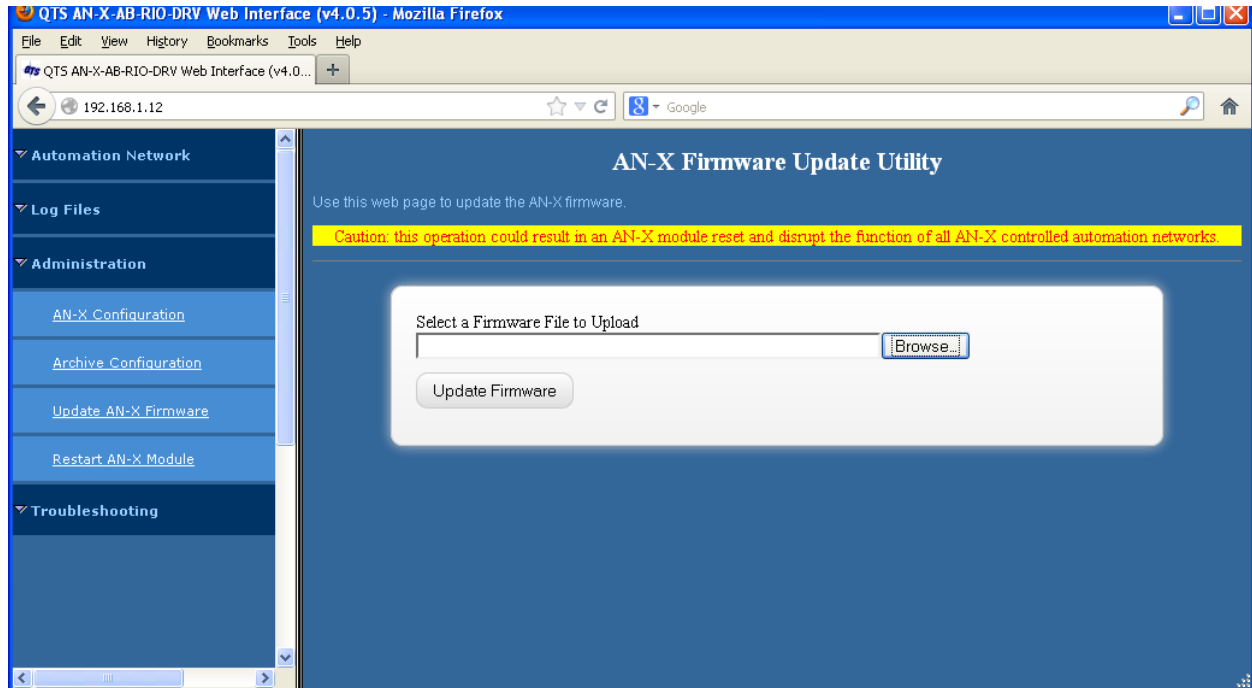 QTS AN-X-AB-RIO-DRV Web Interface (v4.0.5) - Mozilla Firefox
File Edit View History Bookmarks Tools Help
QTS QTS AN-X-AB-RIO-DRV Web Interface (v4.0... +
192.168.1.12
8 Google
Automation Network
Log Files
Administration
AN-X Configuration
Archive Configuration
Update AN-X Firmware
Restart AN-X Module
Troubleshooting
AN-X Firmware Update Utility
Use this web page to update the AN-X firmware.
Caution: this operation could result in an AN-X module reset and disrupt the function of all AN-X controlled automation networks.
Select a Firmware File to Upload
Browse...
Update Firmware